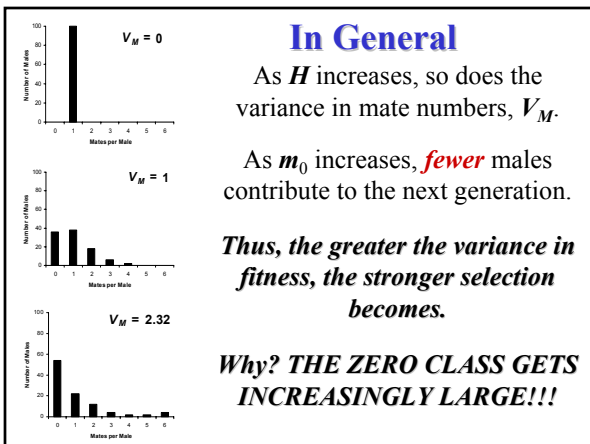 In General
As H increases, so does the
variance in mate numbers, VM.
As m0 increases, fewer males
contribute to the next generation.
Thus, the greater the variance in
fitness, the stronger selection
becomes.
Why? THE ZERO CLASS GETS
INCREASINGLY LARGE!!!
VM = 0
Number of Males
100
80
60
40
20
0
0 1 2 3 4 5 6
Mates per Male
VM = 1
Number of Males
100
80
60
40
20
0
0 1 2 3 4 5 6
Mates per Male
VM = 2.32
Number of Males
100
80
60
40
20
0
0 1 2 3 4 5 6
Mates per Male